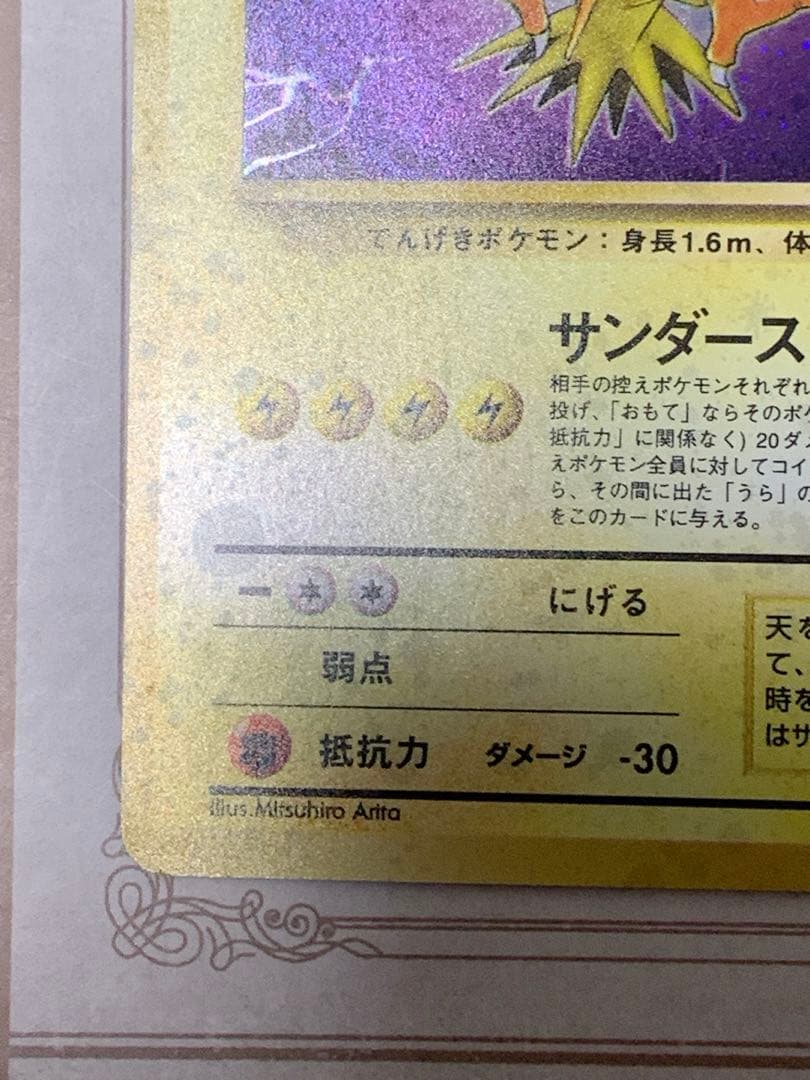 でんげきポケモン：身長1.6m、体
サンダース
相手の控えポケモンそれぞれ
投げ、「おもて」ならそのポケ
抵抗力」に関係なく) 20ダメ
えポケモン全員に対してコイ
ら、その間に出た「うら」の
をこのカードに与える。
にげる
天を
て、
時を
はサ
弱点
抵抗力 ダメージ -30
Illus.Mitsuhiro Arita